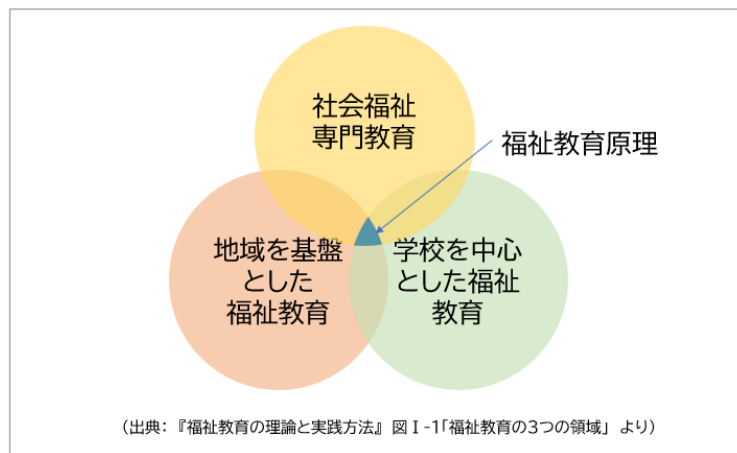 社会福祉
専門教育
福祉教育原理
地域を基盤
とした
福祉教育
学校を中心
とした福祉
教育
(出典: 『福祉教育の理論と実践方法』 図Ⅰ-1「福祉教育の3つの領域」 より)